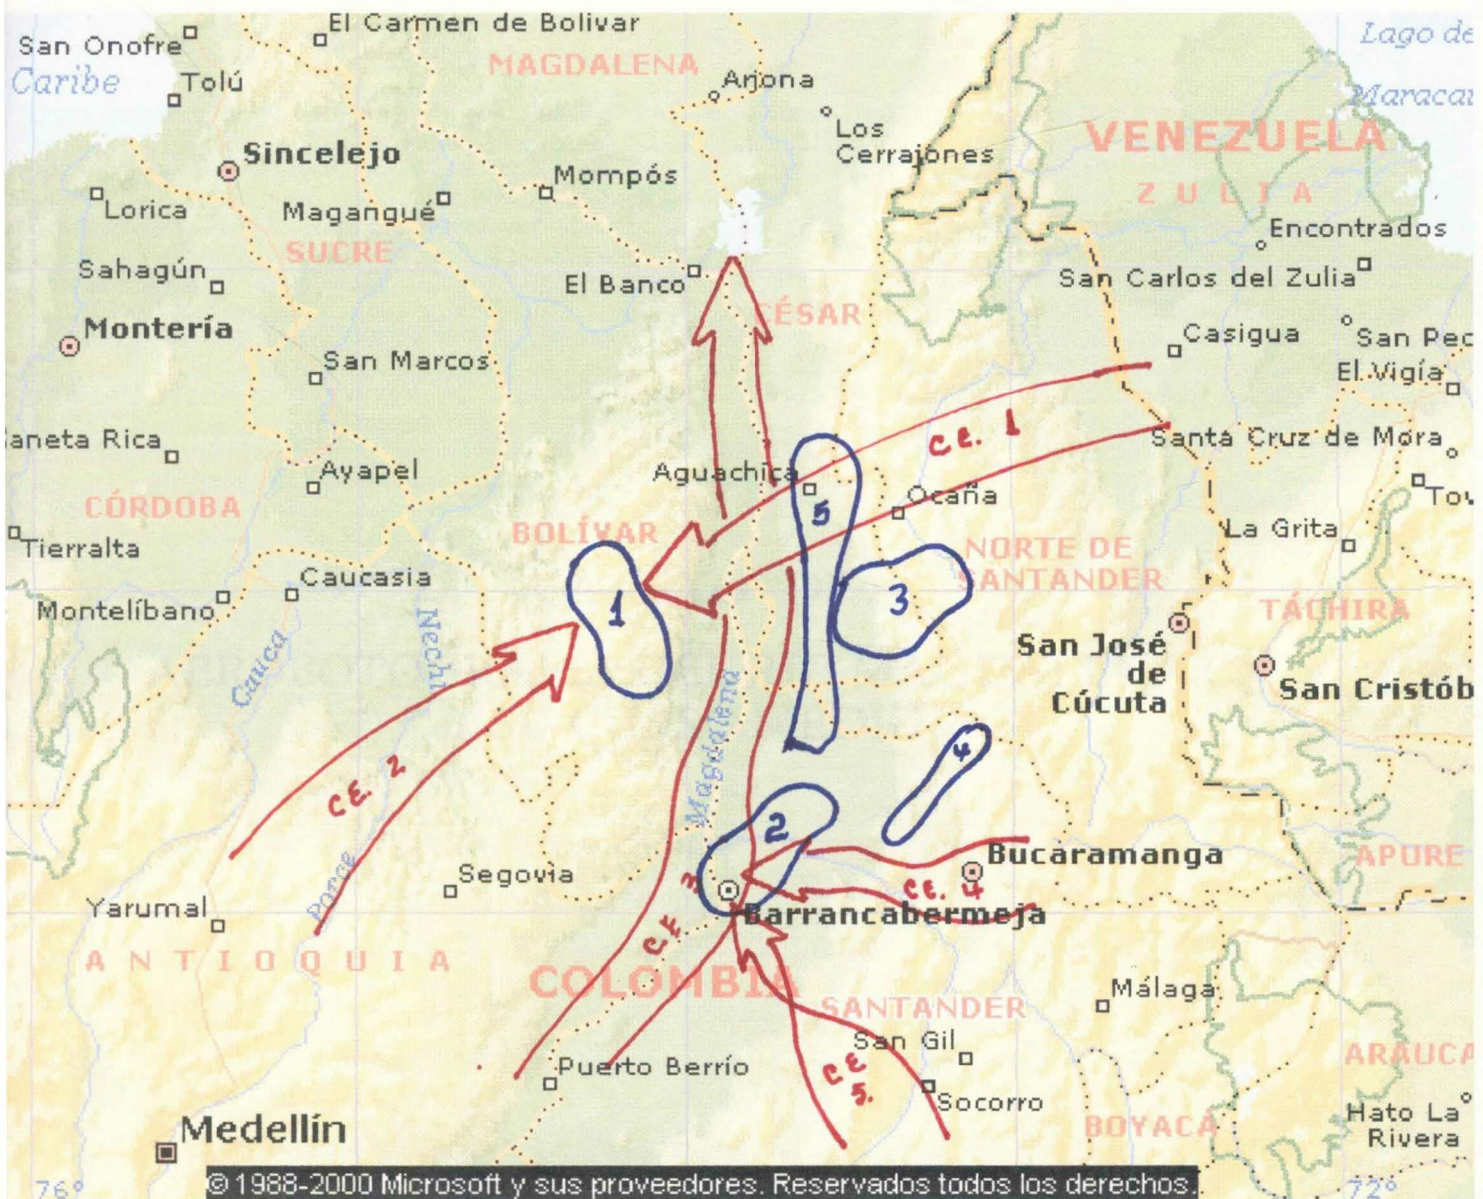 El Carmen de Bolivar
San Onofre
Lago de
MAGDALENA
Caribe
Tolú
Arjona
Maracai
Los
Cerrajones
VENEZUELA
Sincelejo
Mompós
ZULIA
Lorica
Magangué
Encontrados
SUCRE
Sahagún
El Banco
San Carlos del Zulia
CÉSAR
Montería
Casigua
San Ped
San Marcos
El Vigía
C.E. 1
aneta Rica
Santa Cruz de Mora
Ayapel
Aguachica
Ocaña
Tov
CÓRDOBA
5
BOLÍVAR
La Grita
Tierralta
NORTE DE
SANTANDER
Caucasia
Montelíbano
1
3
TÁCHIRA
Nechí
San José
de
Cúcuta
Cauca
San Cristób
Magdalena
4
C.E. 2
2
Bucaramanga
APURE
Segovia
Porce
C.E. 4
Yarumal
Barrancabermeja
C.E. 3
ANTIOQUIA
COLOMBIA
Málaga
SANTANDER
San Gil
ARAUCA
Puerto Berrío
C.E
5.
Socorro
Hato La
Rivera
BOYACÁ
Medellín
76°
© 1988-2000 Microsoft y sus proveedores. Reservados todos los derechos.
72°